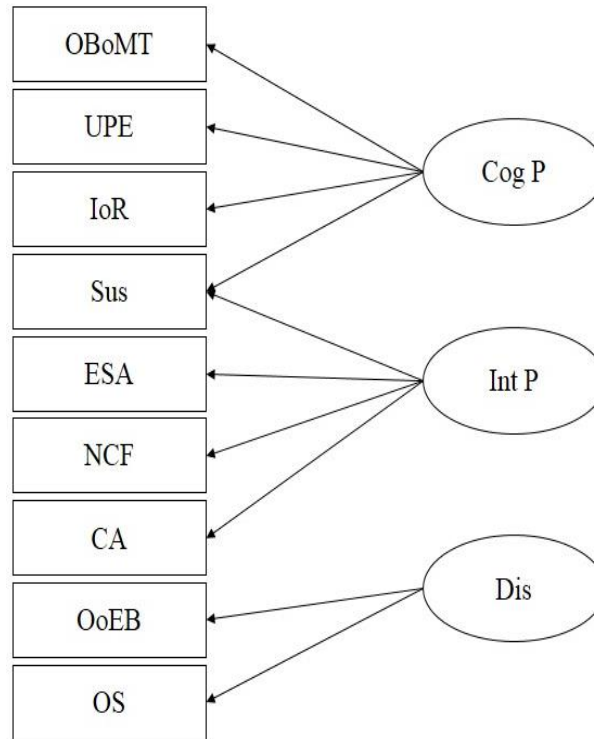 OBoMT
UPE
Cog P
IoR
Sus
ESA
Int P
NCF
CA
Dis
OoEB
OS